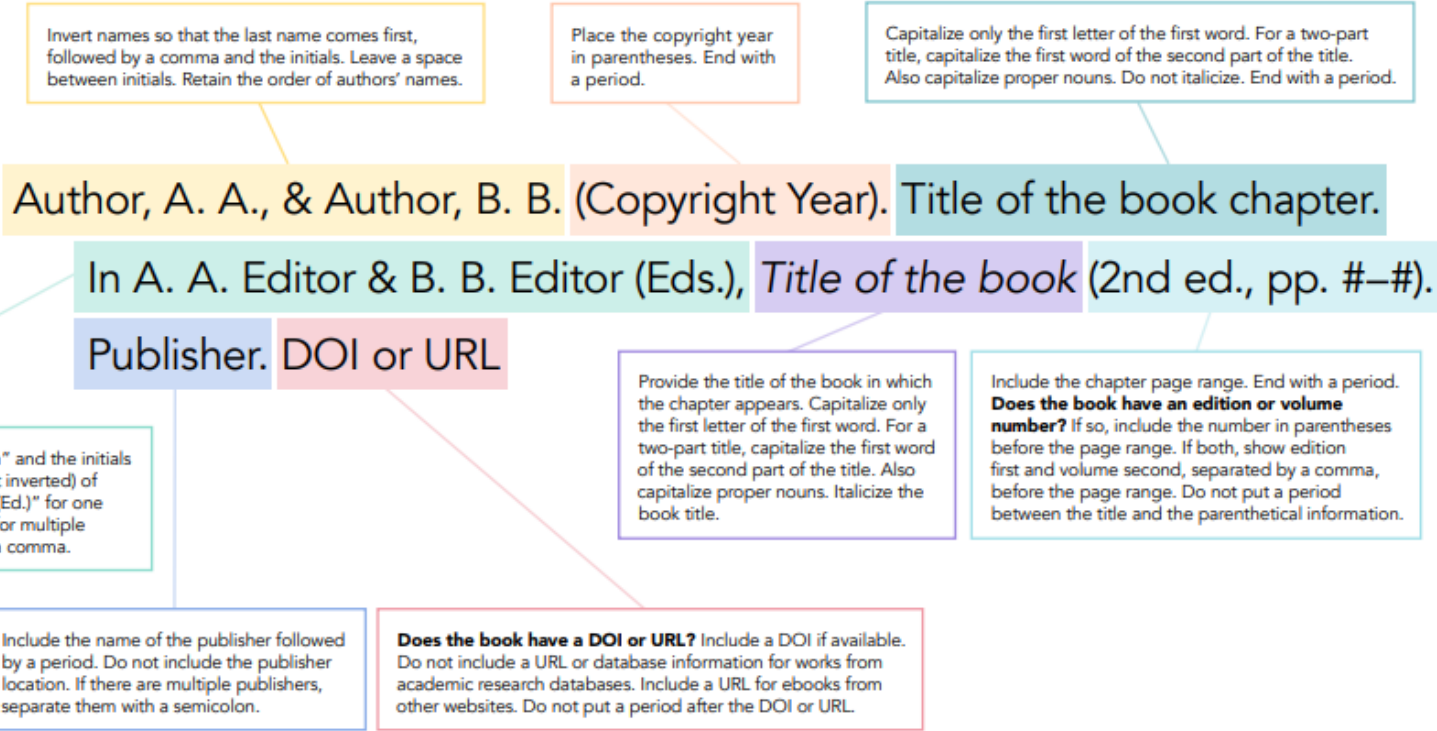 Invert names so that the last name comes first,
followed by a comma and the initials. Leave a space
between initials. Retain the order of authors’ names.
Place the copyright year
in parentheses. End with
a period.
Capitalize only the first letter of the first word. For a two-part
title, capitalize the first word of the second part of the title.
Also capitalize proper nouns. Do not italicize. End with a period.
Author, A. A., & Author, B. B. (Copyright Year). Title of the book chapter.
In A. A. Editor & B. B. Editor (Eds.), Title of the book (2nd ed., pp. #–#).
Publisher. DOI or URL
” and the initials
inverted) of
Ed.)” for one
or multiple
comma.
Provide the title of the book in which
the chapter appears. Capitalize only
the first letter of the first word. For a
two-part title, capitalize the first word
of the second part of the title. Also
capitalize proper nouns. Italicize the
book title.
Include the chapter page range. End with a period.
Does the book have an edition or volume
number? If so, include the number in parentheses
before the page range. If both, show edition
first and volume second, separated by a comma,
before the page range. Do not put a period
between the title and the parenthetical information.
Include the name of the publisher followed
by a period. Do not include the publisher
location. If there are multiple publishers,
separate them with a semicolon.
Does the book have a DOI or URL? Include a DOI if available.
Do not include a URL or database information for works from
academic research databases. Include a URL for ebooks from
other websites. Do not put a period after the DOI or URL.